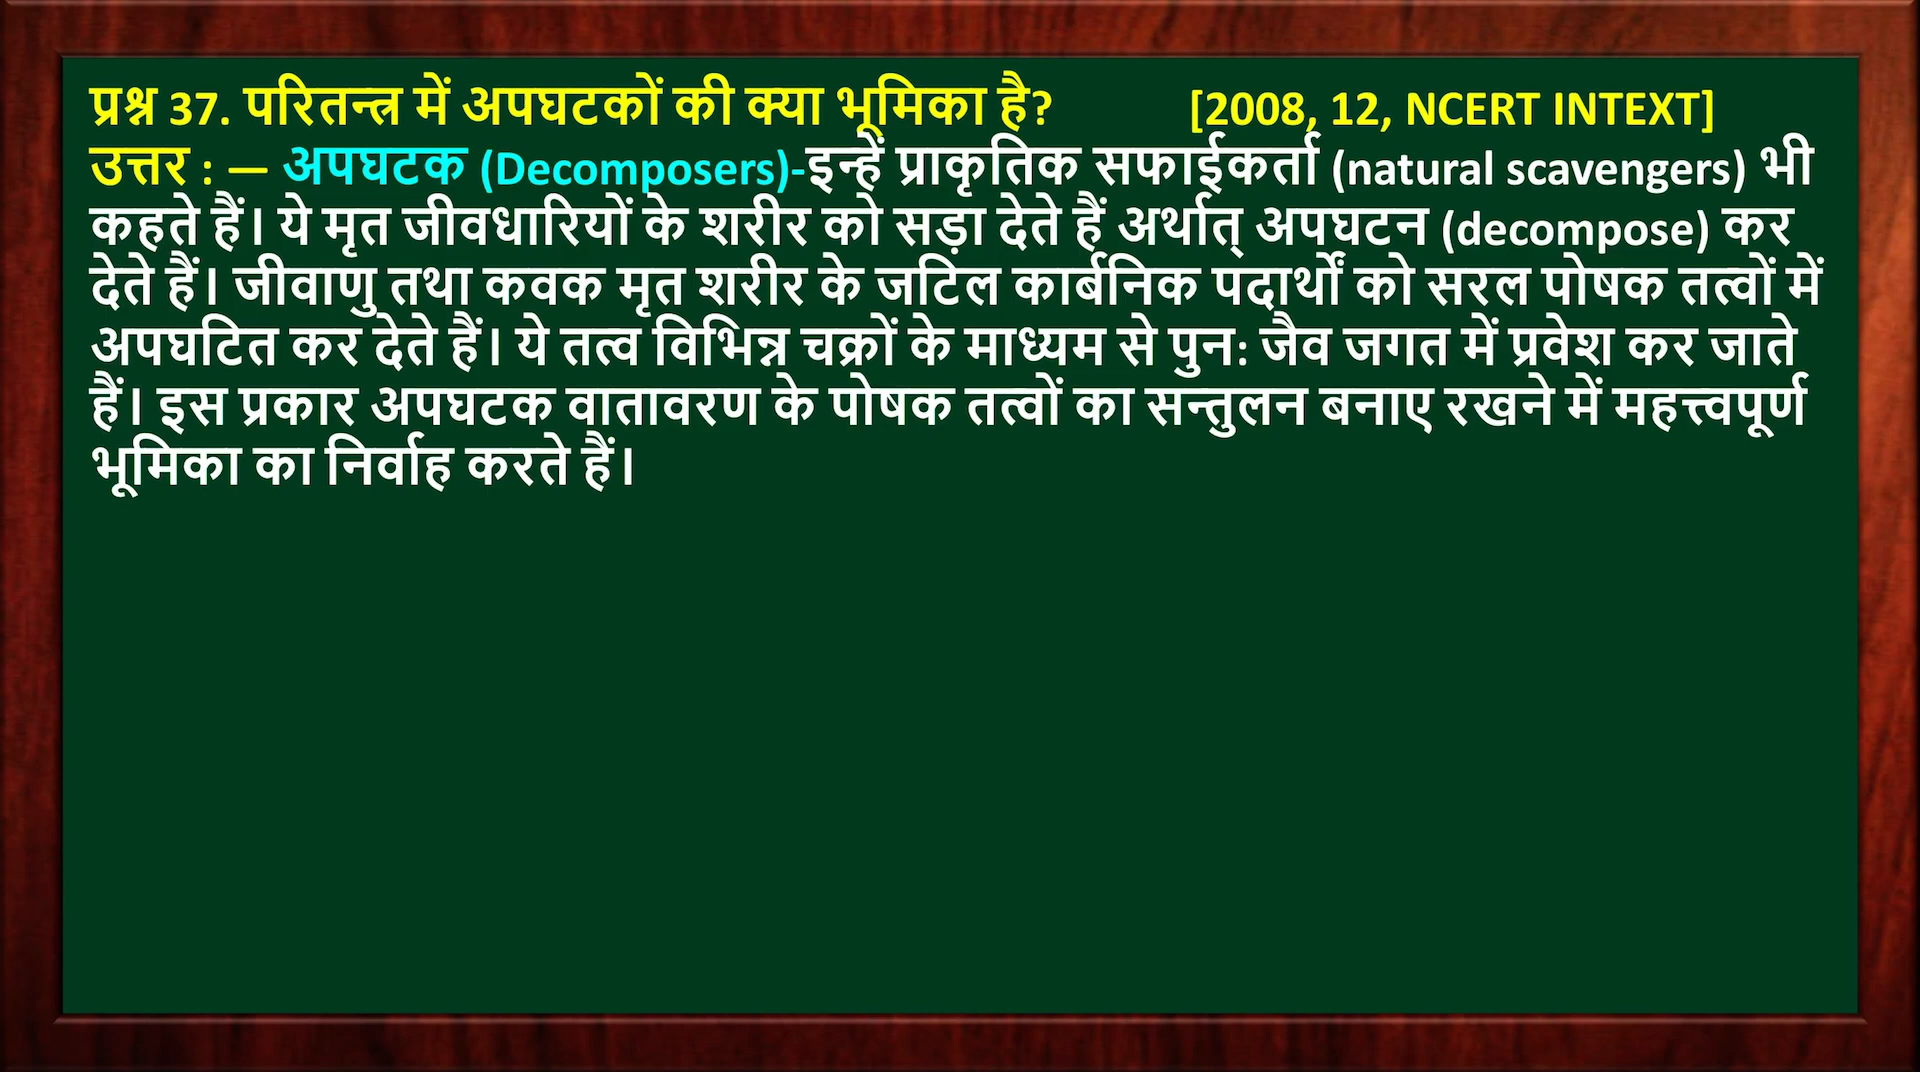 प्रश्न 37. परितन्त्र में अपघटकों की क्या भूमिका है? [2008, 12, NCERT INTEXT]
उत्तर : — अपघटक (Decomposers)-इन्हें प्राकृतिक सफाईकर्ता (natural scavengers) भी
कहते हैं। ये मृत जीवधारियों के शरीर को सड़ा देते हैं अर्थात् अपघटन (decompose) कर
देते हैं। जीवाणु तथा कवक मृत शरीर के जटिल कार्बनिक पदार्थों को सरल पोषक तत्वों में
अपघटित कर देते हैं। ये तत्व विभिन्न चक्रों के माध्यम से पुन: जैव जगत में प्रवेश कर जाते
हैं। इस प्रकार अपघटक वातावरण के पोषक तत्वों का सन्तुलन बनाए रखने में महत्त्वपूर्ण
भूमिका का निर्वाह करते हैं।